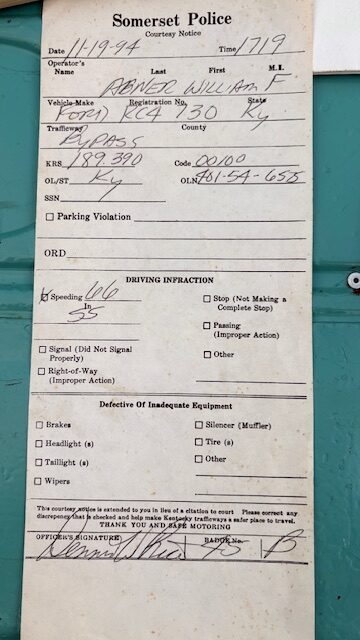 Somerset Police
Courtesy Notice
Date 11-19-94 Time 1719
Operator's
Name Last First M.I.
ABNER WILLIAM F
Vehicle Make Registration No. State
FORD KC4 730 Ky
Trafficway County
BYPASS
KRS 189 390 Code 00100
OL/ST Ky OLN 401-54-655
SSN
Parking Violation
ORD
DRIVING INFRACTION
Speeding 66
In
55
Stop (Not Making a
Complete Stop)
Passing
(Improper Action)
Signal (Did Not Signal
Properly)
Other
Right-of-Way
(Improper Action)
Defective Of Inadequate Equipment
Brakes Silencer (Muffler)
Headlight (s) Tire (s)
Taillight (s) Other
Wipers
This courtesy notice is extended to you in lieu of a citation to court Please correct any
discrepency that is checked and help make Kentucky trafficways a safer place to travel.
THANK YOU AND SAFE MOTORING
OFFICER'S SIGNATURE BADGE No.
Dennis 45 B